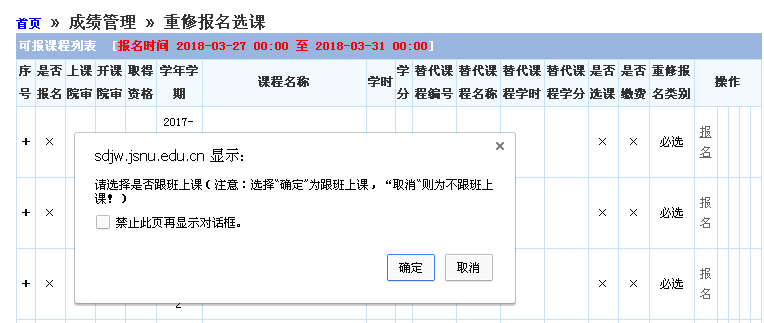 首页 » 成绩管理 » 重修报名选课
可报课程列表 [报名时间 2018-03-27 00:00 至 2018-03-31 00:00]
序号 是否报名 上课院审 开课院审 取得资格 学年学期 课程名称 学时 学分 替代课程编号 替代课程名称 替代课程学时 替代课程学分 是否选课 是否缴费 重修报名类别 操作
2017-
+ × × × 必选 报名
sdjw.jsnu.edu.cn 显示：
请选择是否跟班上课（注意：选择“确定”为跟班上课，“取消”则为不跟班上
课！）
禁止此页再显示对话框。
+ × × × 必选 报名
确定 取消
+ × × × 必选 报名
2